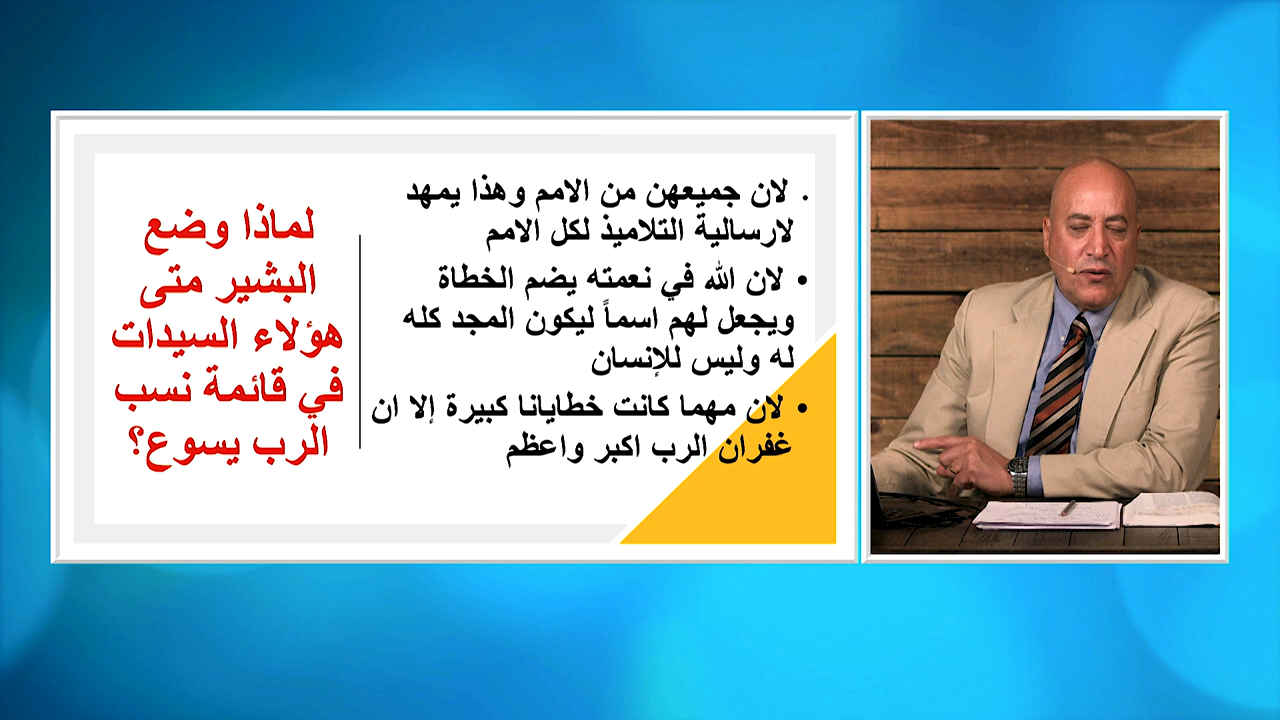 لماذا وضع
البشير متى
هؤلاء السيدات
في قائمة نسب
الرب يسوع؟
. لان جميعهن من الامم وهذا يمهد
لارسالية التلاميذ لكل الامم
• لان الله في نعمته يضم الخطاة
ويجعل لهم اسماً ليكون المجد كله
له وليس للإنسان
• لان مهما كانت خطايانا كبيرة إلا ان
غفران الرب اكبر واعظم